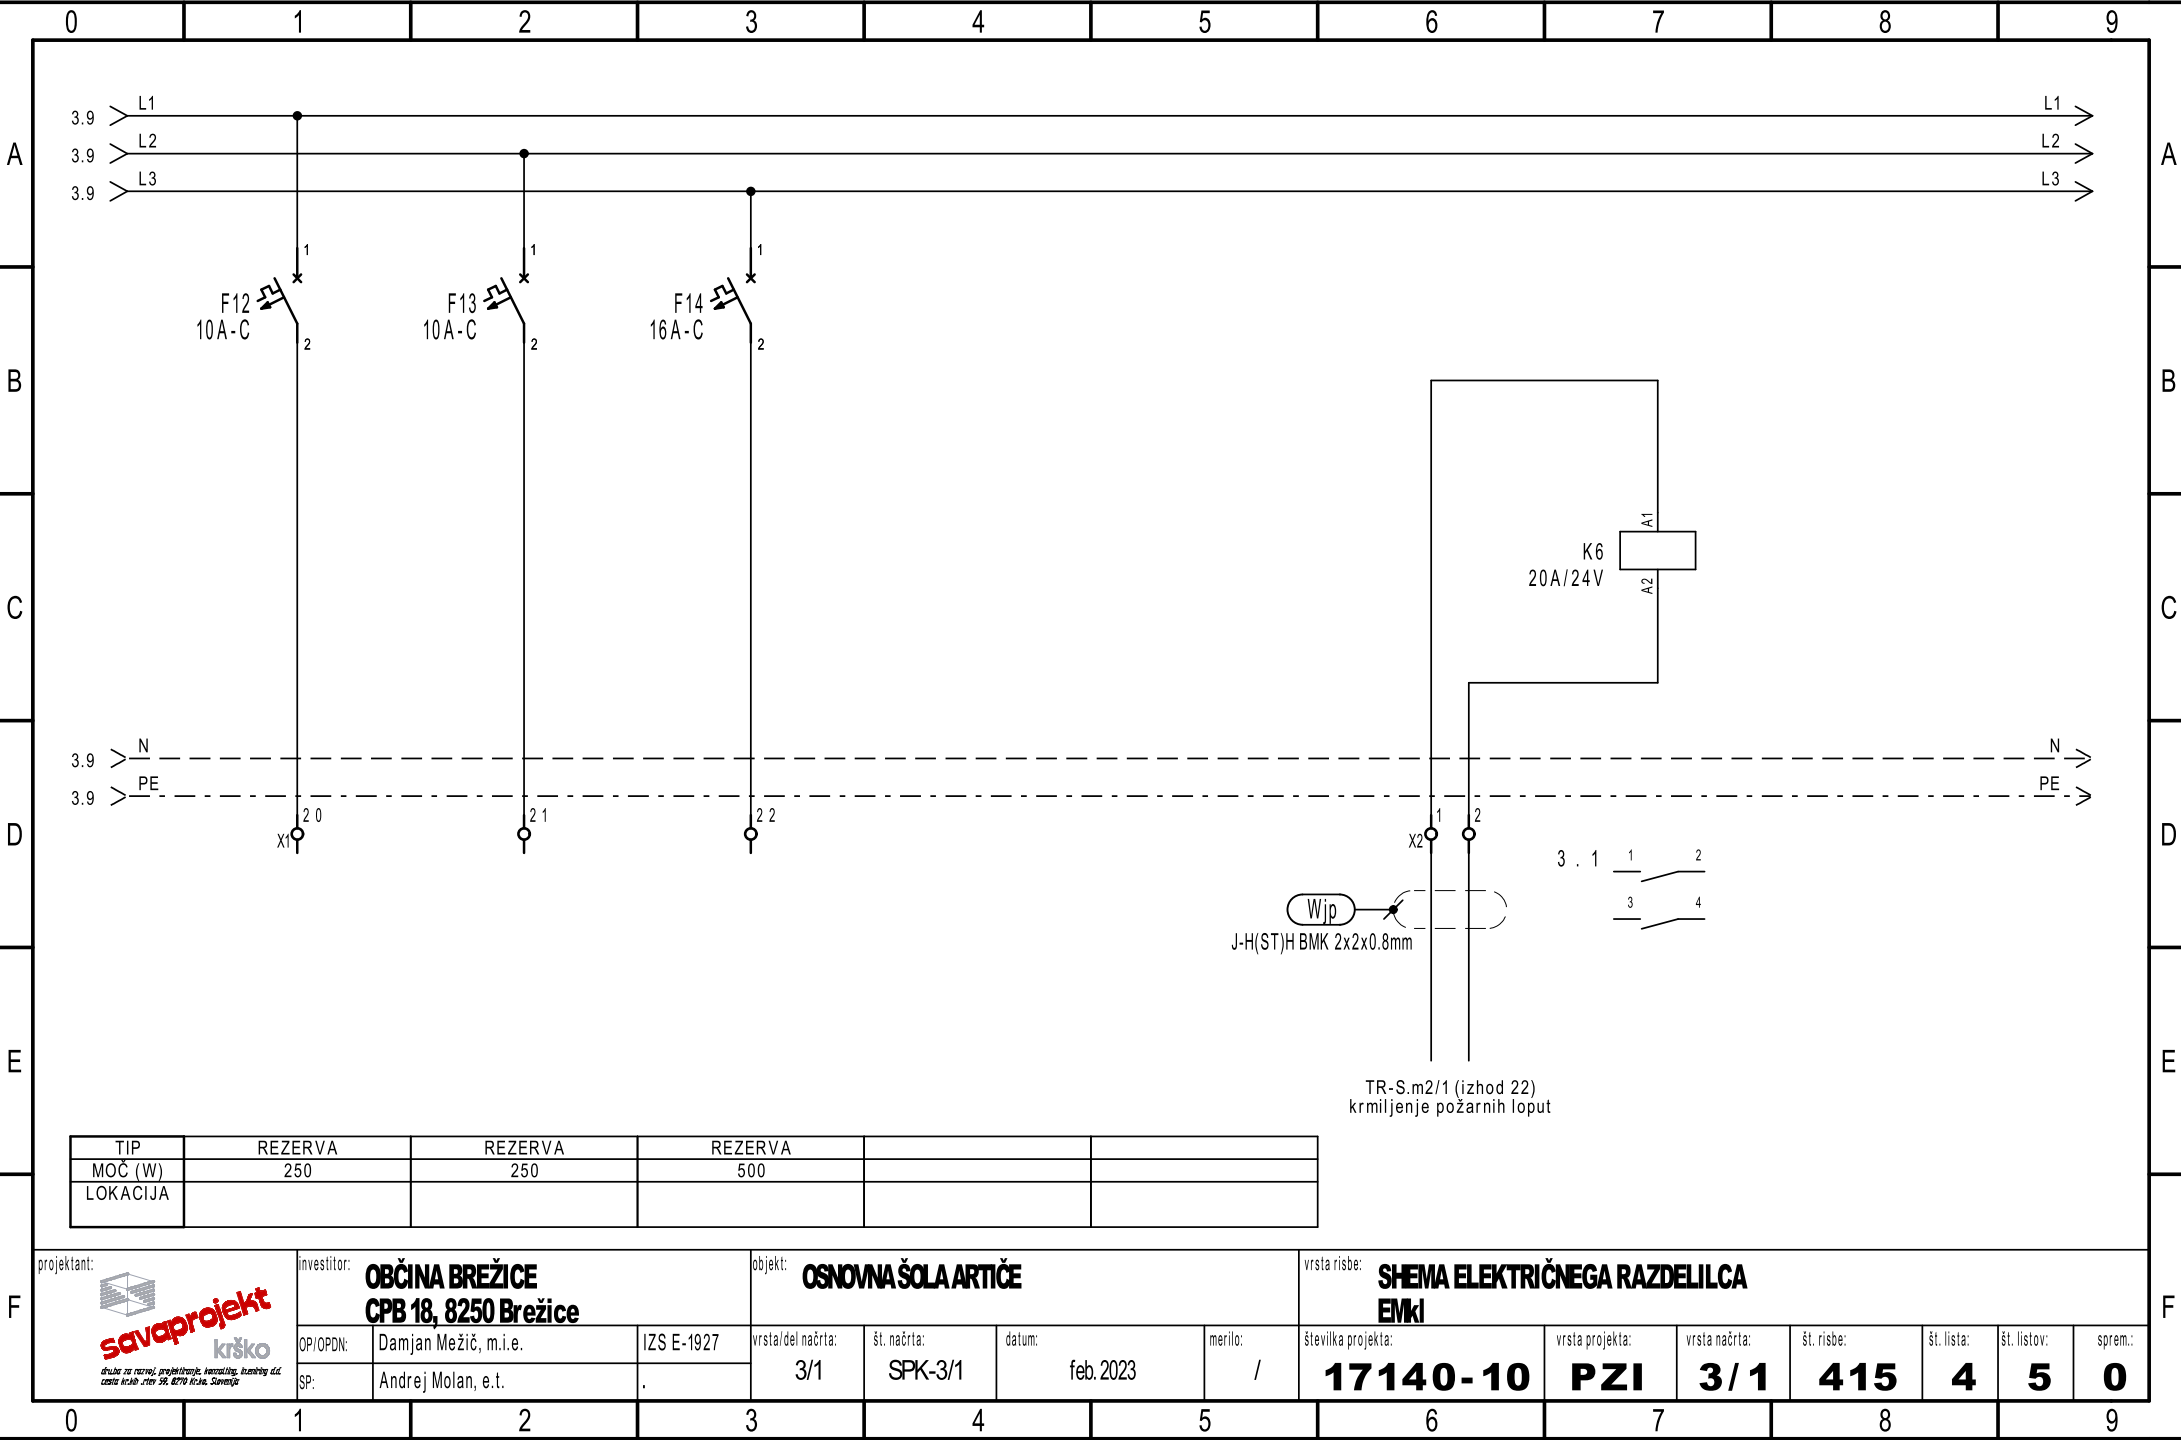 0 1 2 3 4 5 6 7 8 9
3.9 L1 L1
A A
3.9 L2 L2
3.9 L3 L3
1 1 1
F12 F13 F14
10A-C 10A-C 16A-C
2 2 2
B B
A1
K6
20A/24V
A2
C C
3.9 N N
3.9 PE PE
20 21 22 1 2
D X1 X2 D
3.1 1 2
3 4
Wjp
J-H(ST)H BMK 2x2x0.8mm
E E
TR-S.m2/1 (izhod 22)
krmiljenje požarnih loput
TIP REZERVA REZERVA REZERVA
MOČ (W) 250 250 500
LOKACIJA
F F
projektant:
savaprojekt
krško
investitor: OBČINA BREŽICE
CPB 18, 8250 Brežice
objekt: OSNOVNA ŠOLA ARTIČE
vrsta risbe: SHEMA ELEKTRIČNEGA RAZDELILCA
EMkl
OP/OPDN: Damjan Mežič, m.i.e. IZS E-1927
SP: Andrej Molan, e.t. .
vrsta/del načrta: št. načrta: datum: merilo:
3/1 SPK-3/1 feb. 2023 /
številka projekta: vrsta projekta: vrsta načrta: št. risbe: št. lista: št. listov: sprem.:
17140-10 PZI 3/1 415 4 5 0
0 1 2 3 4 5 6 7 8 9